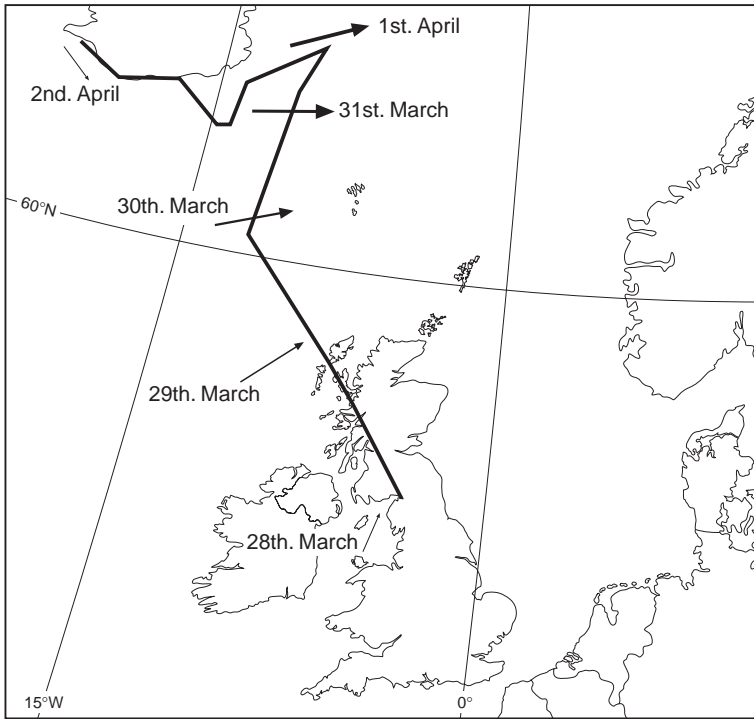 1st. April
2nd. April
31st. March
30th. March
60°N
29th. March
28th. March
15°W
0°